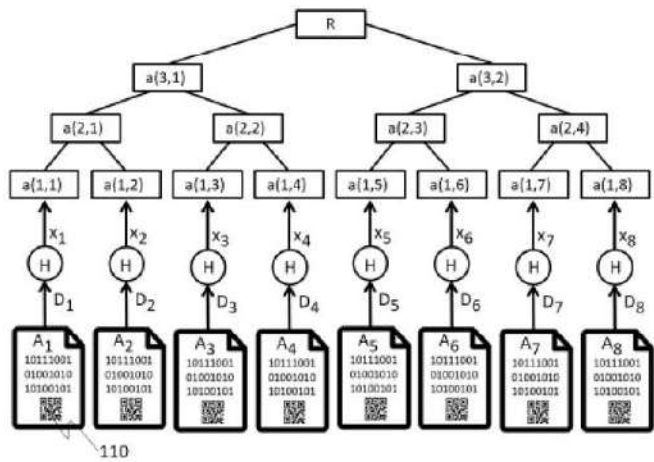 R
a(3,1) a(3,2)
a(2,1) a(2,2) a(2,3) a(2,4)
a(1,1) a(1,2) a(1,3) a(1,4) a(1,5) a(1,6) a(1,7) a(1,8)
x₁ x₂ x₃ x₄ x₅ x₆ x₇ x₈
H H H H H H H H
D₁ D₂ D₃ D₄ D₅ D₆ D₇ D₈
A₁ A₂ A₃ A₄ A₅ A₆ A₇ A₈
10111001 10111001 10111001 10111001 10111001 10111001 10111001 10111001
01001010 01001010 01001010 01001010 01001010 01001010 01001010 01001010
10100101 10100101 10100101 10100101 10100101 10100101 10100101 10100101
110